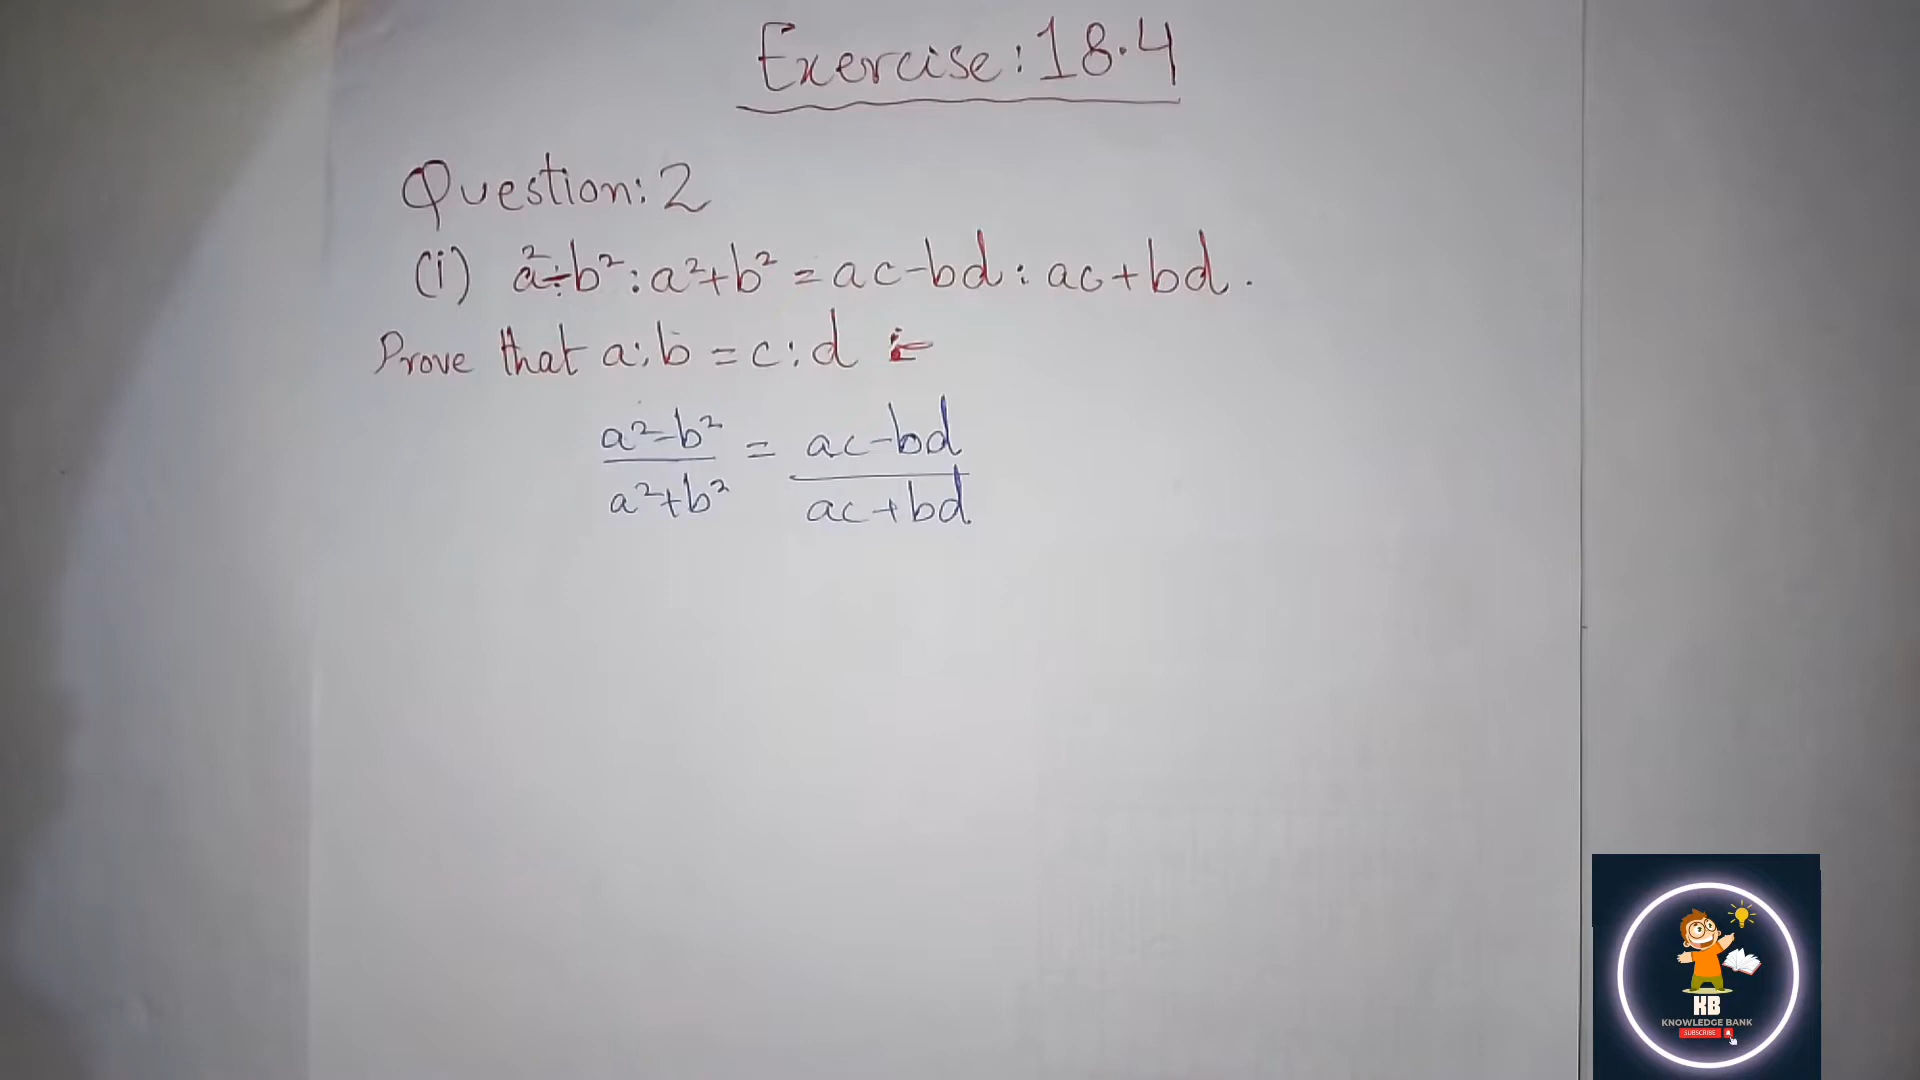 Exercise: 18.4
Question: 2
(i) a²÷b² : a²+b² = ac-bd : ac+bd .
Prove that a:b = c:d :-
a²-b² = ac-bd
a²+b² ac+bd
KB
KNOWLEDGE BANK
SUBSCRIBE